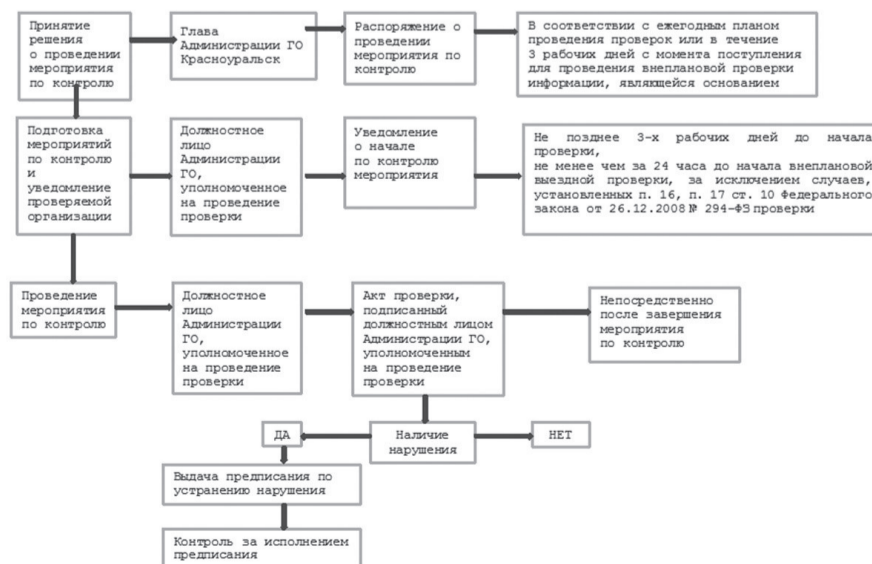 Принятие
решения
о проведении
мероприятия
по контролю
Глава
Администрации ГО
Красноуральск
Распоряжение о
проведении
мероприятия по
контролю
В соответствии с ежегодным планом
проведения проверок или в течение
3 рабочих дней с момента поступления
для проведения внеплановой проверки
информации, являющейся основанием
Подготовка
мероприятий
по контролю
и
уведомление
проверяемой
организации
Должностное
лицо
Администрации
ГО,
уполномоченное
на проведение
проверки
Уведомление
о начале
по контролю
мероприятия
Не позднее 3-х рабочих дней до начала
проверки,
не менее чем за 24 часа до начала внеплановой
выездной проверки, за исключением случаев,
установленных п. 16, п. 17 ст. 10 Федерального
закона от 26.12.2008 № 294-ФЗ проверки
Проведение
мероприятия
по контролю
Должностное
лицо
Администрации
ГО,
уполномоченное
на проведение
проверки
Акт проверки,
подписанный
должностным лицом
Администрации ГО,
уполномоченным
на проведение
проверки
Непосредственно
после завершения
мероприятия
по контролю
ДА
Наличие
нарушения
НЕТ
Выдача предписания по
устранению нарушения
Контроль за исполнением
предписания